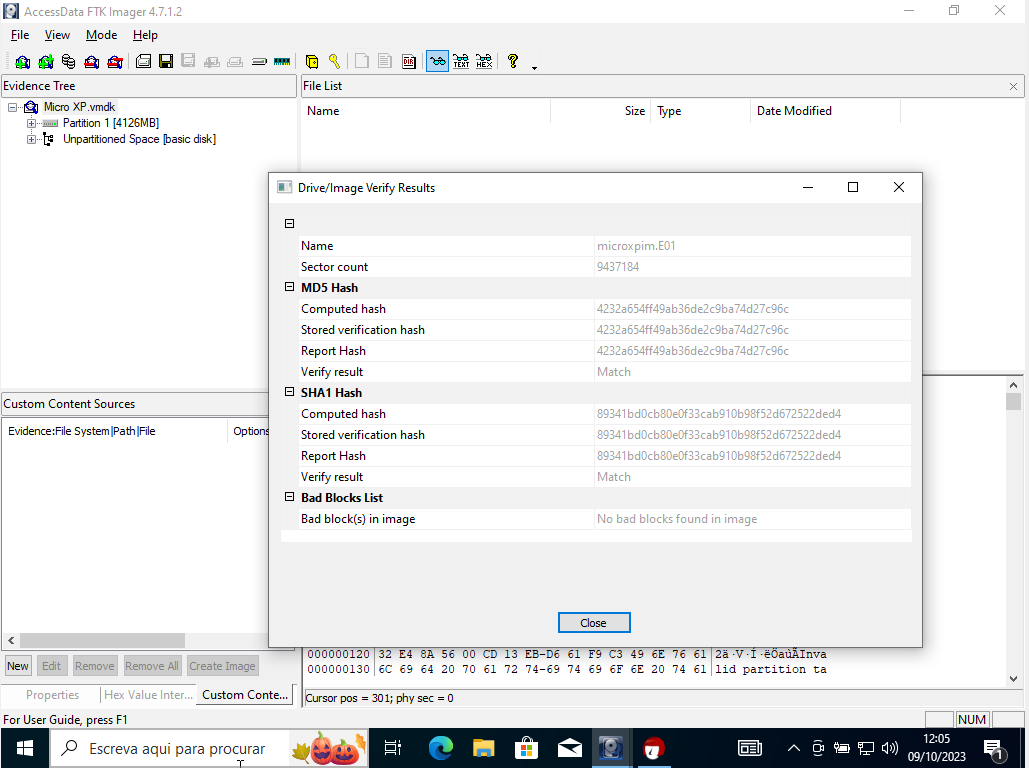 AccessData FTK Imager 4.7.1.2
File View Mode Help
Evidence Tree
Micro XP.vmdk
Partition 1 [4126MB]
Unpartitioned Space [basic disk]
File List
Name Size Type Date Modified
Custom Content Sources
Evidence:File System|Path|File Options
New Edit Remove Remove All Create Image
Properties Hex Value Inter... Custom Conte...
Drive/Image Verify Results
Name microxpim.E01
Sector count 9437184
MD5 Hash
Computed hash 4232a654ff49ab36de2c9ba74d27c96c
Stored verification hash 4232a654ff49ab36de2c9ba74d27c96c
Report Hash 4232a654ff49ab36de2c9ba74d27c96c
Verify result Match
SHA1 Hash
Computed hash 89341bd0cb80e0f33cab910b98f52d672522ded4
Stored verification hash 89341bd0cb80e0f33cab910b98f52d672522ded4
Report Hash 89341bd0cb80e0f33cab910b98f52d672522ded4
Verify result Match
Bad Blocks List
Bad block(s) in image No bad blocks found in image
Close
000000120 32 E4 8A 56 00 CD 13 EB-D6 61 F9 C3 49 6E 76 61 2ä·V·Í·ëÖaùÃInva
000000130 6C 69 64 20 70 61 72 74-69 74 69 6F 6E 20 74 61 lid partition ta
Cursor pos = 301; phy sec = 0
For User Guide, press F1
NUM
Escreva aqui para procurar
12:05
09/10/2023
1